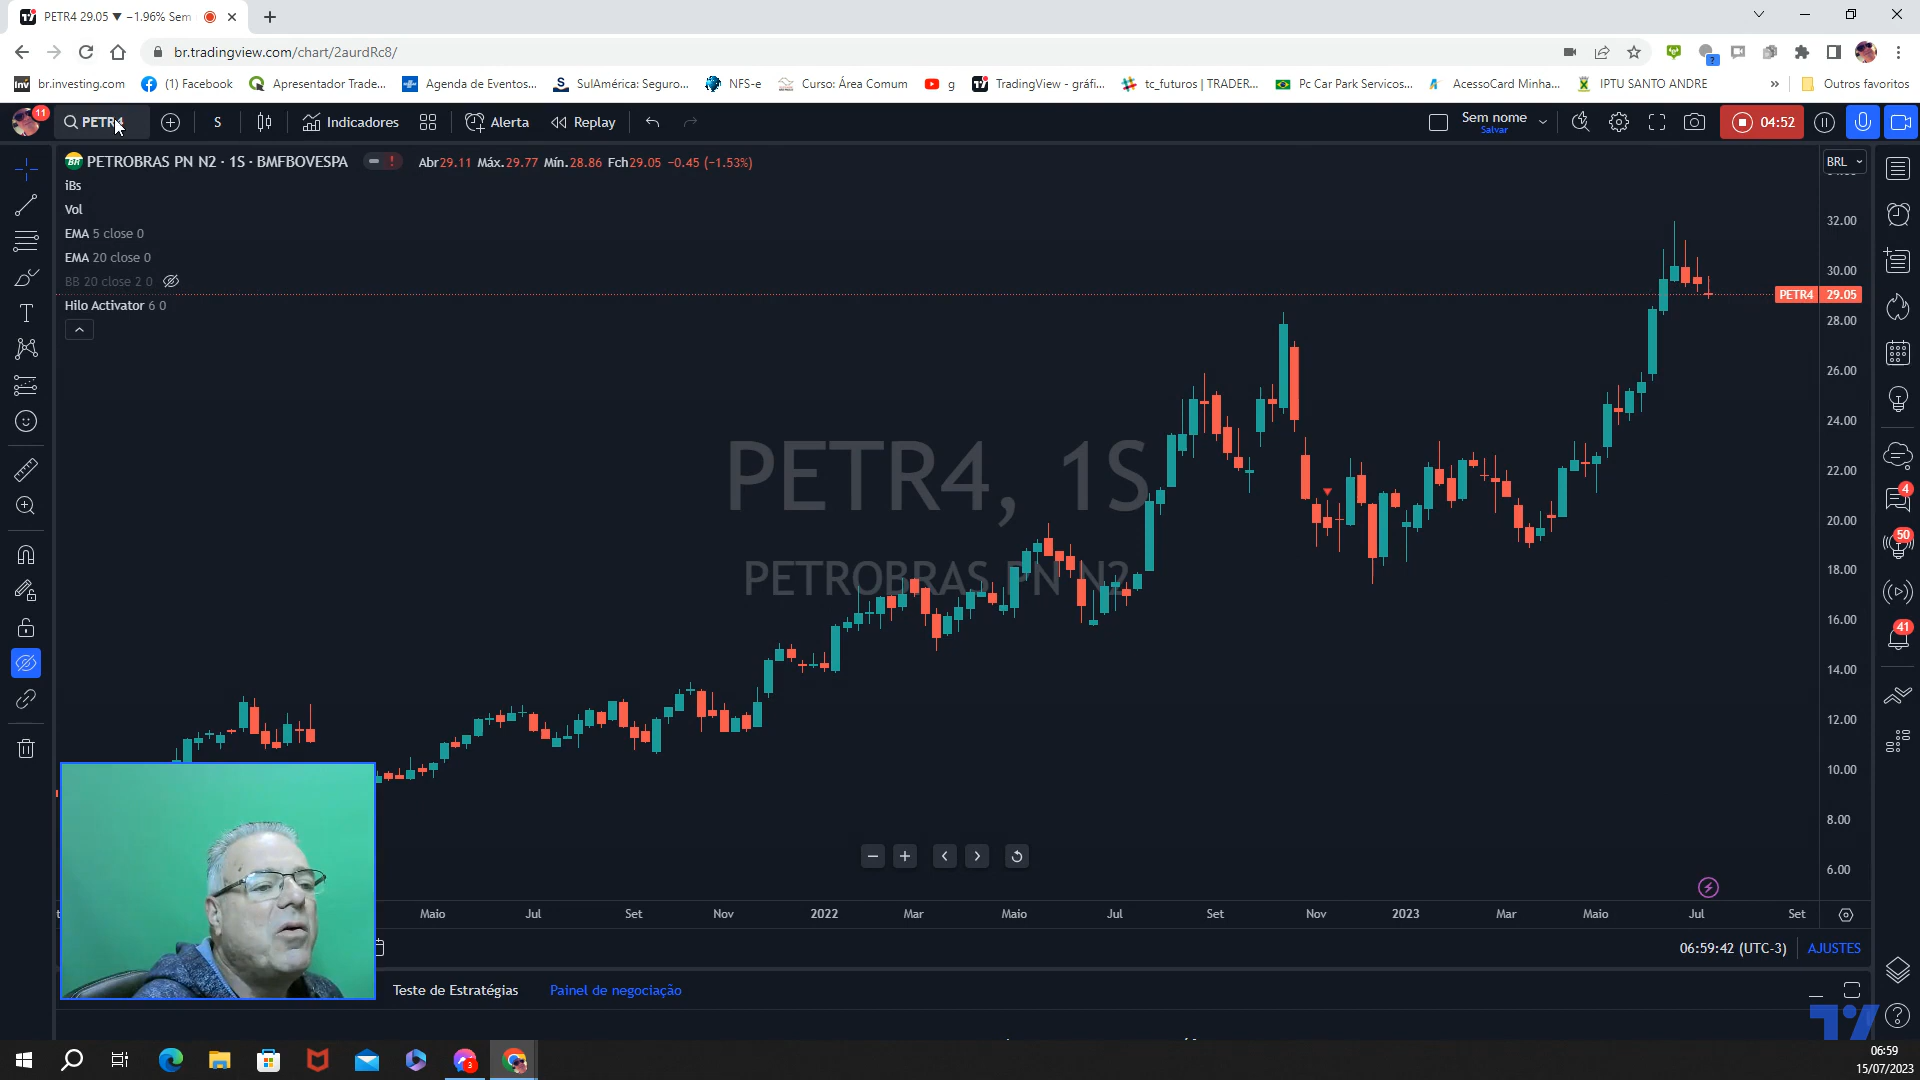 PETR4 29.05 ▼ −1.96% Sem
br.tradingview.com/chart/2aurdRc8/
br.investing.com
(1) Facebook
Apresentador Trade...
Agenda de Eventos...
SulAmérica: Seguro...
NFS-e
Curso: Área Comum
g
TradingView - gráfi...
tc_futuros | TRADER...
Pc Car Park Servicos...
AcessoCard Minha...
IPTU SANTO ANDRE
»
Outros favoritos
11
PETR4
S
Indicadores
Alerta
Replay
Sem nome
Salvar
04:52
PETROBRAS PN N2 · 1S · BMFBOVESPA
Abr29.11 Máx.29.77 Mín.28.86 Fch29.05 −0.45 (−1.53%)
BRL
iBs
Vol
EMA 5 close 0
EMA 20 close 0
BB 20 close 2 0
Hilo Activator 6 0
32.00
30.00
PETR4 29.05
28.00
26.00
24.00
22.00
20.00
18.00
16.00
14.00
12.00
10.00
8.00
6.00
PETR4, 1S
PETROBRAS PN N2
4
50
41
Maio
Jul
Set
Nov
2022
Mar
Maio
Jul
Set
Nov
2023
Mar
Maio
Jul
Set
06:59:42 (UTC-3)
AJUSTES
Teste de Estratégias
Painel de negociação
3
06:59
15/07/2023